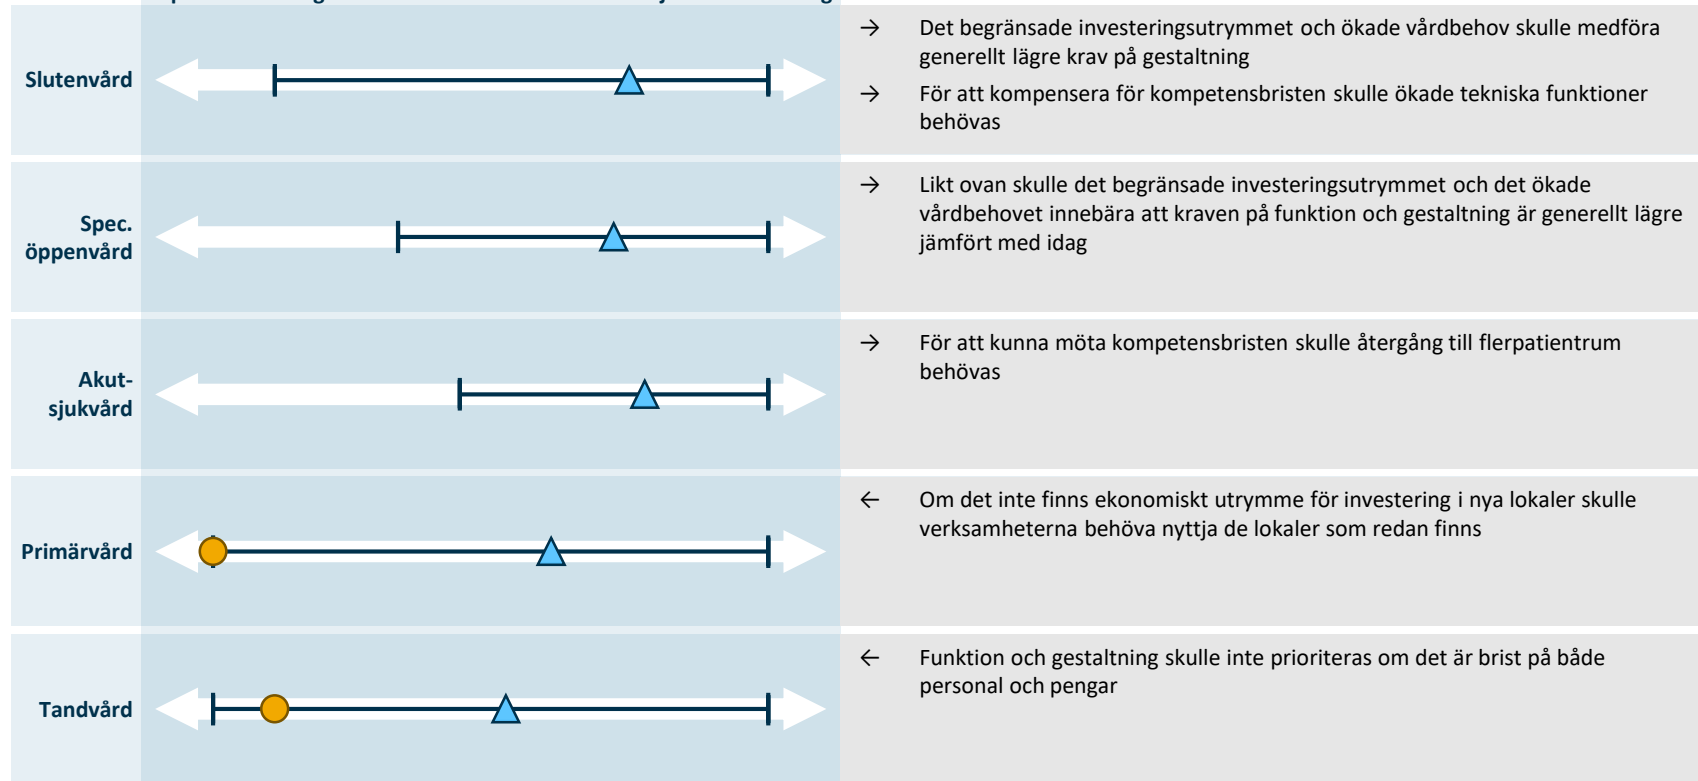 Slutenvård
→ Det begränsade investeringsutrymmet och ökade vårdbehov skulle medföra
generellt lägre krav på gestaltning
→ För att kompensera för kompetensbristen skulle ökade tekniska funktioner
behövas
Spec.
öppenvård
→ Likt ovan skulle det begränsade investeringsutrymmet och det ökade
vårdbehovet innebära att kraven på funktion och gestaltning är generellt lägre
jämfört med idag
Akut-
sjukvård
→ För att kunna möta kompetensbristen skulle återgång till flerpatientrum
behövas
Primärvård
← Om det inte finns ekonomiskt utrymme för investering i nya lokaler skulle
verksamheterna behöva nyttja de lokaler som redan finns
Tandvård
← Funktion och gestaltning skulle inte prioriteras om det är brist på både
personal och pengar